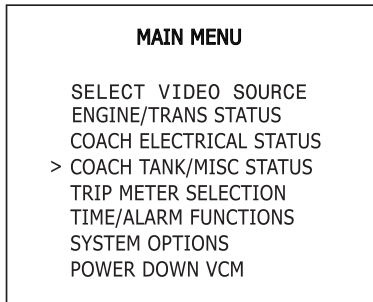 MAIN MENU
SELECT VIDEO SOURCE
ENGINE/TRANS STATUS
COACH ELECTRICAL STATUS
> COACH TANK/MISC STATUS
TRIP METER SELECTION
TIME/ALARM FUNCTIONS
SYSTEM OPTIONS
POWER DOWN VCM